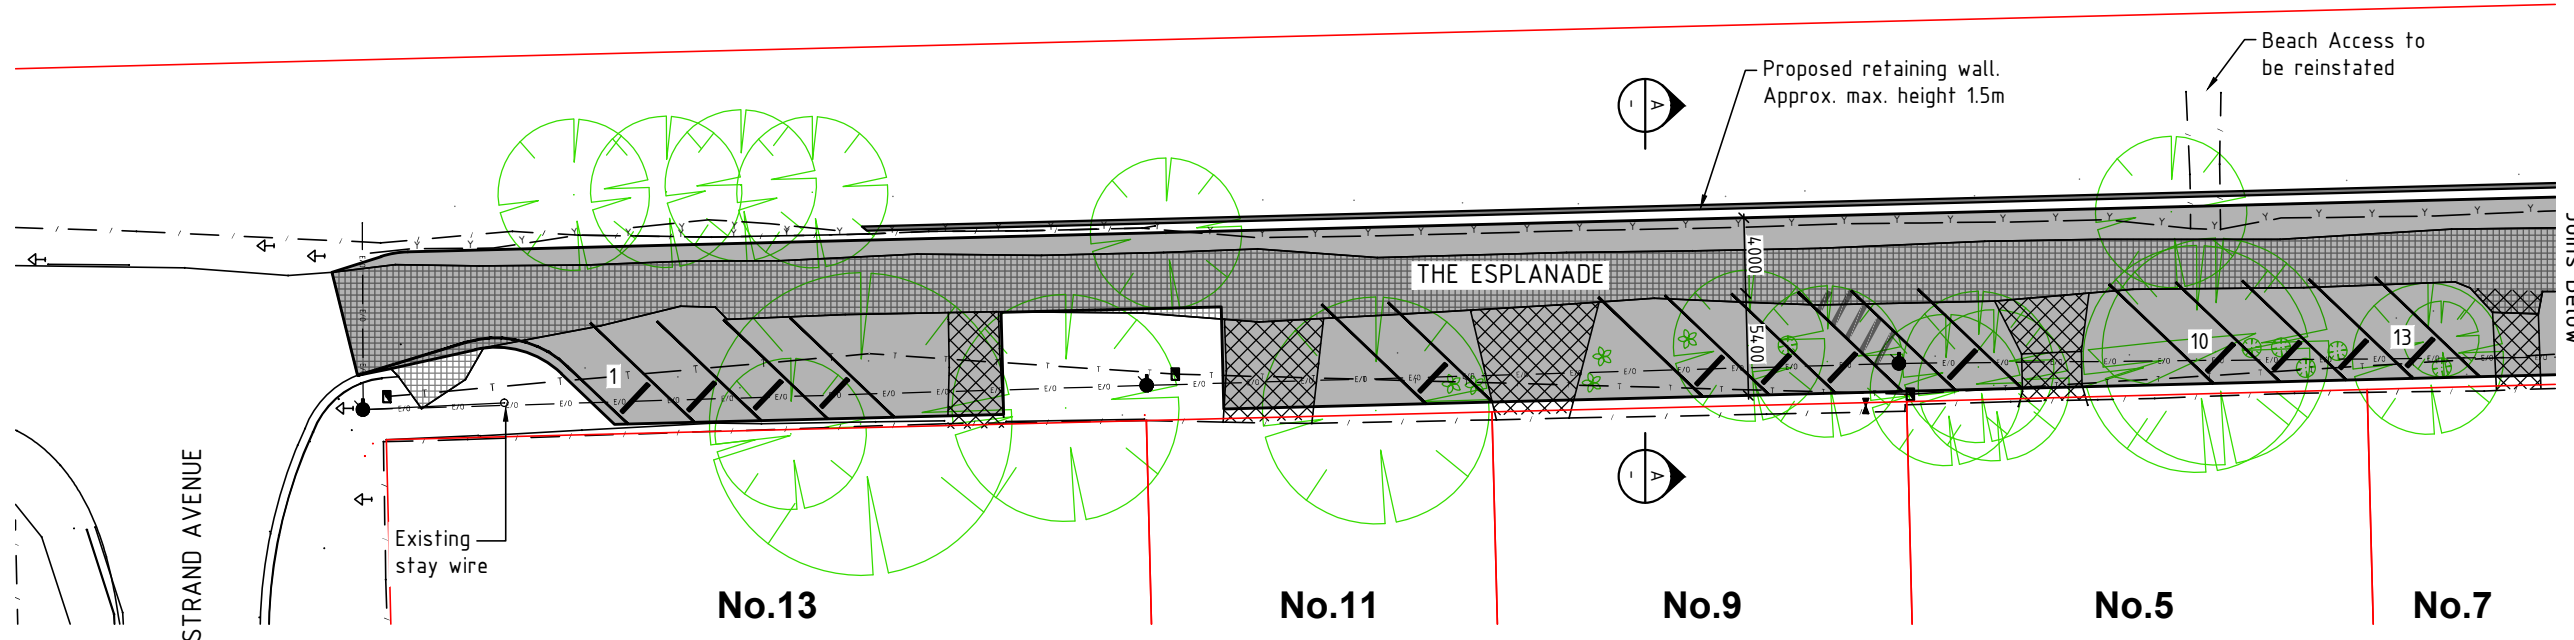 Beach Access to
be reinstated
Proposed retaining wall.
Approx. max. height 1.5m
A
-
THE ESPLANADE
4000
5400
1
10
13
A
-
Existing
stay wire
STRAND AVENUE
No.13
No.11
No.9
No.5
No.7